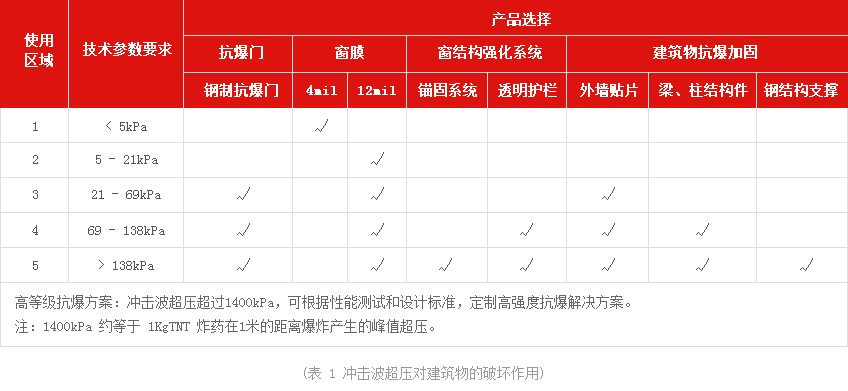 使用区域 技术参数要求 产品选择
抗爆门 窗膜 窗结构强化系统 建筑物抗爆加固
钢制抗爆门 4mil 12mil 锚固系统 透明护栏 外墙贴片 梁、柱结构件 钢结构支撑
1 < 5kPa √
2 5 - 21kPa √
3 21 - 69kPa √ √ √
4 69 - 138kPa √ √ √ √ √
5 > 138kPa √ √ √ √ √ √ √
高等级抗爆方案：冲击波超压超过1400kPa，可根据性能测试和设计标准，定制高强度抗爆解决方案。
注：1400kPa 约等于 1KgTNT 炸药在1米的距离爆炸产生的峰值超压。
(表 1 冲击波超压对建筑物的破坏作用)